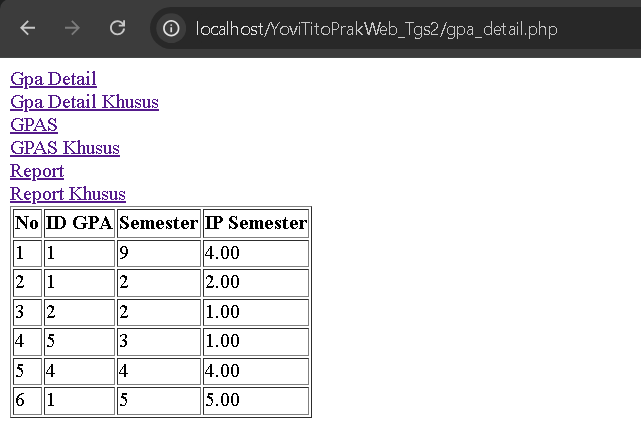 localhost/YoviTitoPrakWeb_Tgs2/gpa_detail.php
Gpa Detail
Gpa Detail Khusus
GPAS
GPAS Khusus
Report
Report Khusus
No ID GPA Semester IP Semester
1 1 9 4.00
2 1 2 2.00
3 2 2 1.00
4 5 3 1.00
5 4 4 4.00
6 1 5 5.00